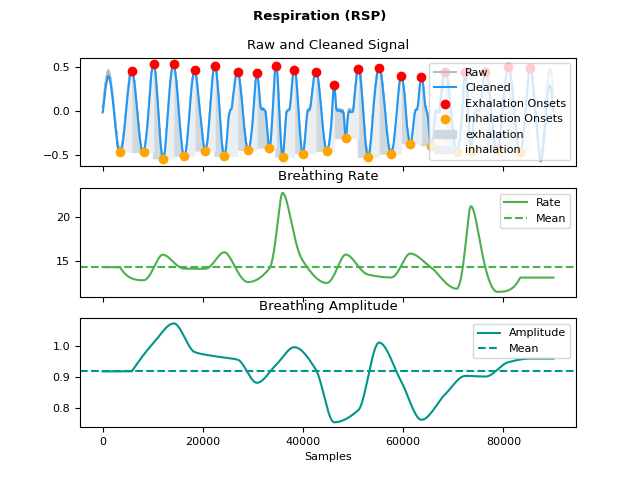 Respiration (RSP)
Raw and Cleaned Signal
0.5
0.0
−0.5
Raw
Cleaned
Exhalation Onsets
Inhalation Onsets
exhalation
inhalation
Breathing Rate
20
15
Rate
Mean
Breathing Amplitude
1.0
0.9
0.8
Amplitude
Mean
0
20000
40000
60000
80000
Samples